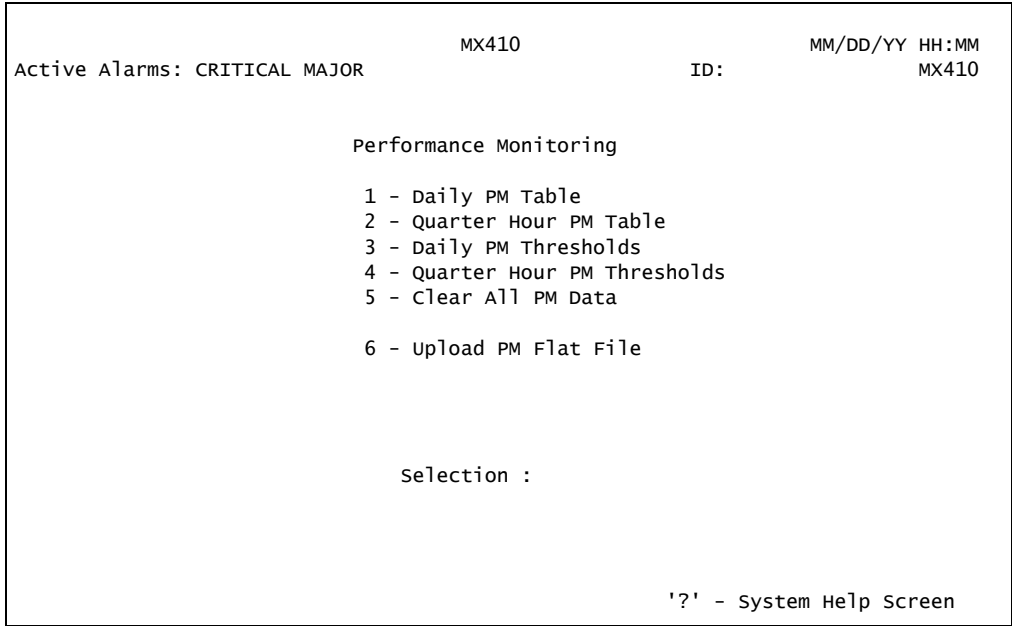 MX410 MM/DD/YY HH:MM
Active Alarms: CRITICAL MAJOR ID: MX410
Performance Monitoring
1 - Daily PM Table
2 - Quarter Hour PM Table
3 - Daily PM Thresholds
4 - Quarter Hour PM Thresholds
5 - Clear All PM Data
6 - Upload PM Flat File
Selection :
'?' - System Help Screen